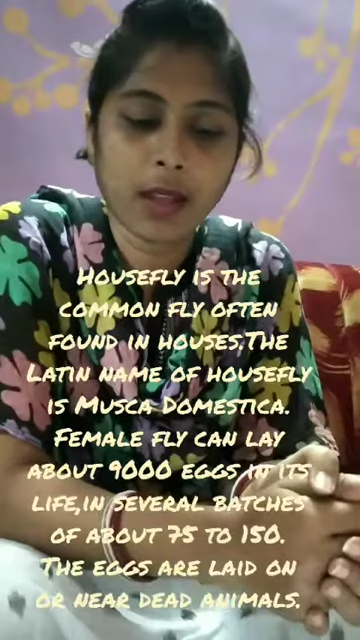 Housefly is the
common fly often
found in houses.The
Latin name of housefly
is Musca Domestica.
Female fly can lay
about 9000 eggs in its
life,in several batches
of about 75 to 150.
The eggs are laid on
or near dead animals.